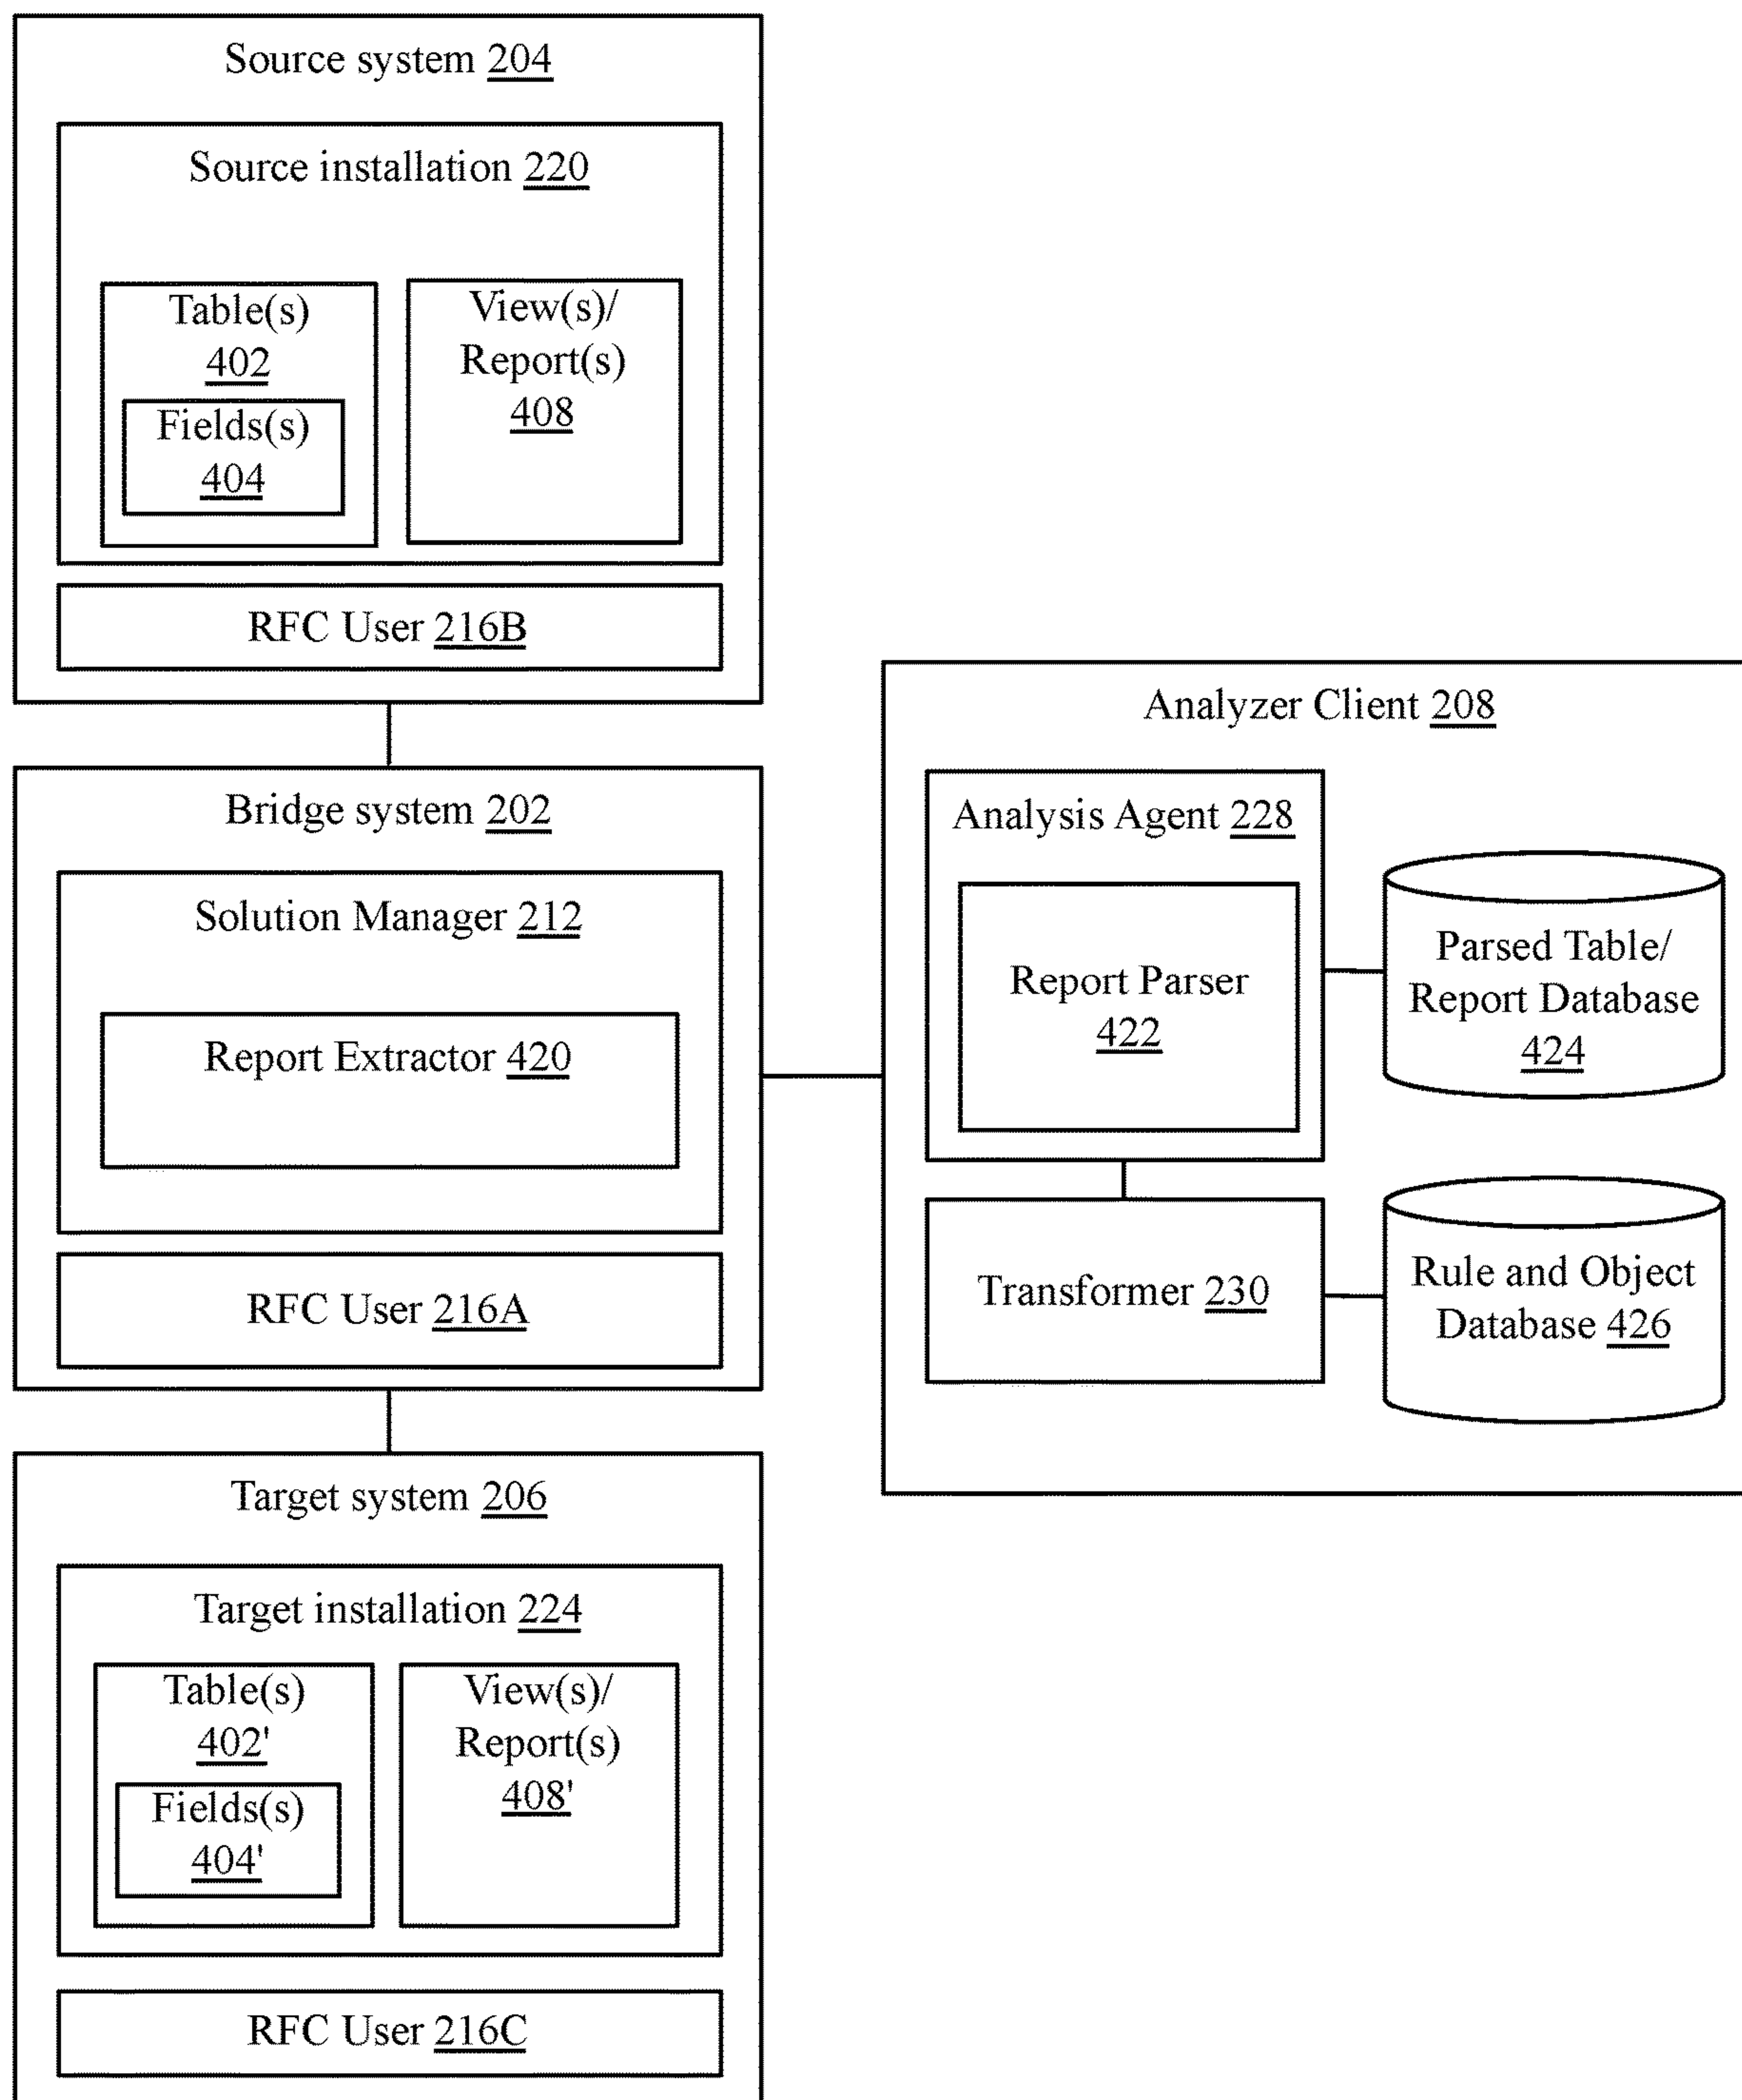 Source system 204
Source installation 220
Table(s)
402
Fields(s)
404
View(s)/
Report(s)
408
RFC User 216B
Bridge system 202
Solution Manager 212
Report Extractor 420
RFC User 216A
Target system 206
Target installation 224
Table(s)
402'
Fields(s)
404'
View(s)/
Report(s)
408'
RFC User 216C
Analyzer Client 208
Analysis Agent 228
Report Parser
422
Parsed Table/
Report Database
424
Transformer 230
Rule and Object
Database 426